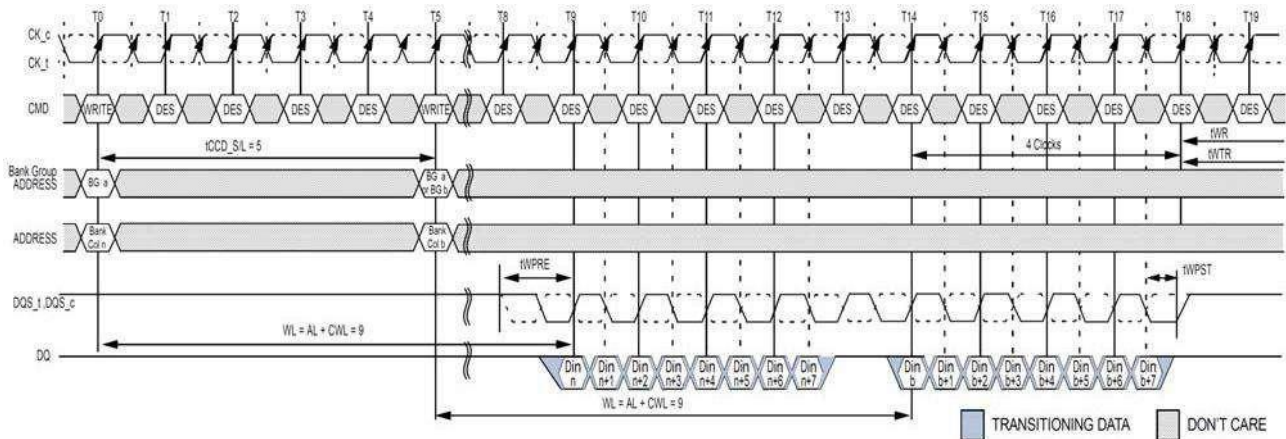 T0 T1 T2 T3 T4 T5 T8 T9 T10 T11 T12 T13 T14 T15 T16 T17 T18 T19
CK_c
CK_t
CMD WRITE DES DES DES DES WRITE DES DES DES DES DES DES DES DES DES DES DES DES
tCCD_S/L = 5
4 Clocks
tWR
tWTR
Bank Group
ADDRESS
BG a
BG a
or BG b
ADDRESS
Bank
Col n
Bank
Col b
tWPRE
tWPST
DQS_t,DQS_c
WL = AL + CWL = 9
DQ
Din
n
Din
n+1
Din
n+2
Din
n+3
Din
n+4
Din
n+5
Din
n+6
Din
n+7
Din
b
Din
b+1
Din
b+2
Din
b+3
Din
b+4
Din
b+5
Din
b+6
Din
b+7
WL = AL + CWL = 9
TRANSITIONING DATA
DON'T CARE